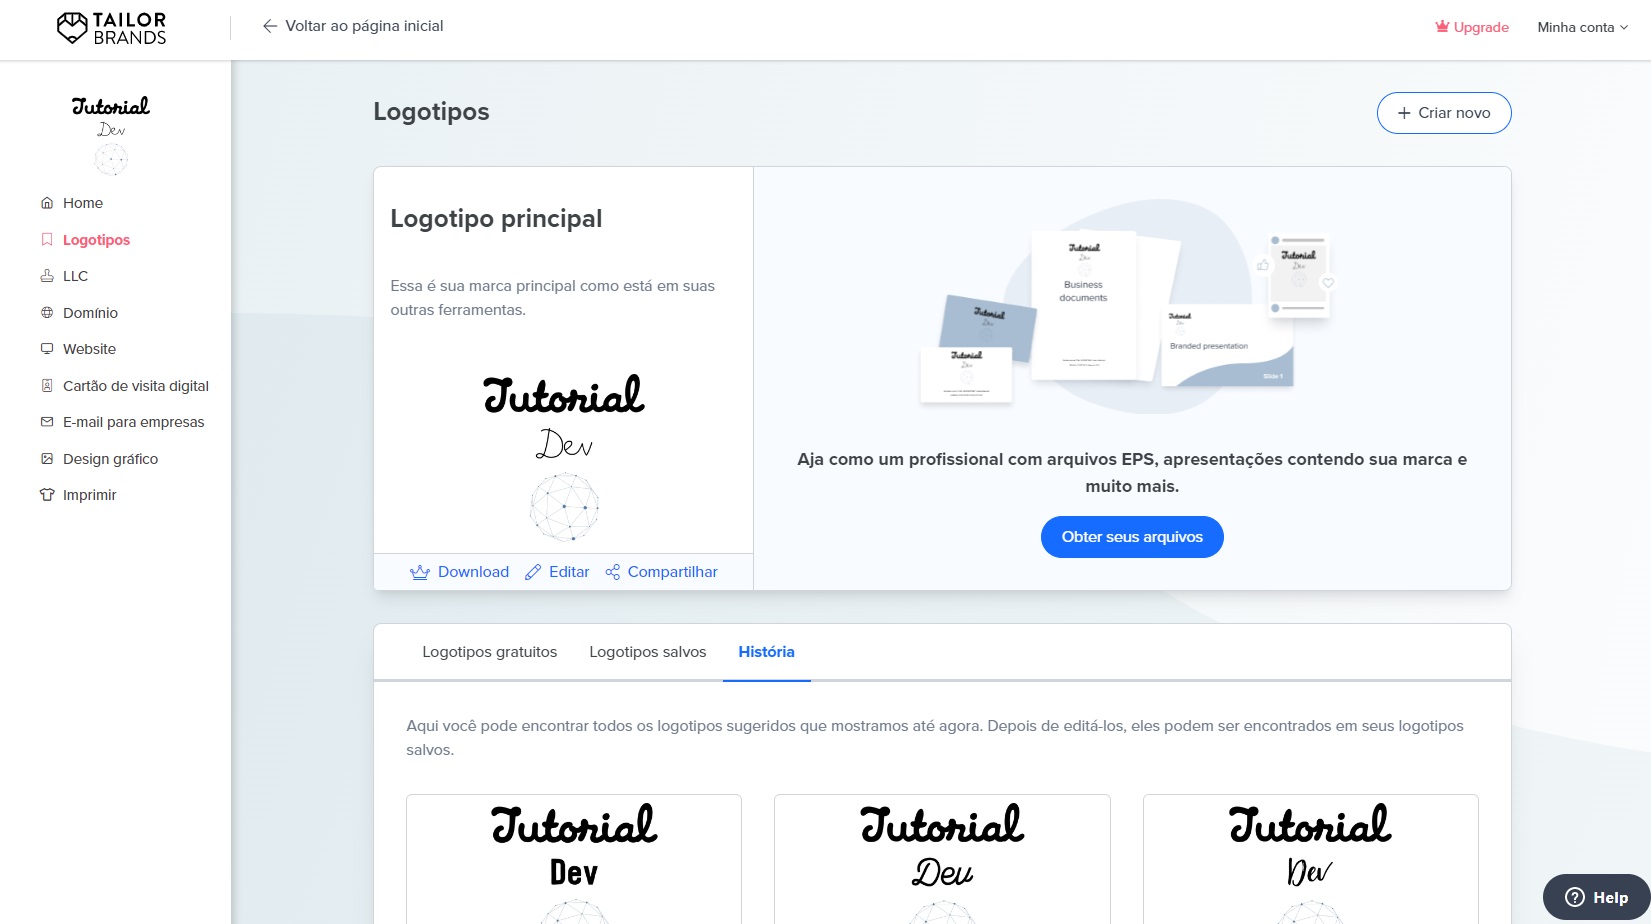 TAILOR
BRANDS
Voltar ao página inicial
Upgrade
Minha conta
Tutorial
Dev
Home
Logotipos
LLC
Domínio
Website
Cartão de visita digital
E-mail para empresas
Design gráfico
Imprimir
Logotipos
Criar novo
Logotipo principal
Essa é sua marca principal como está em suas
outras ferramentas.
Tutorial
Dev
Download
Editar
Compartilhar
Tutorial
Dev
Business
documents
Tutorial
Dev
Tutorial
Dev
Tutorial
Dev
Branded presentation
Slide 1
Tutorial
Dev
Aja como um profissional com arquivos EPS, apresentações contendo sua marca e
muito mais.
Obter seus arquivos
Logotipos gratuitos
Logotipos salvos
História
Aqui você pode encontrar todos os logotipos sugeridos que mostramos até agora. Depois de editá-los, eles podem ser encontrados em seus logotipos
salvos.
Tutorial
Dev
Tutorial
Dev
Tutorial
Dev
Help